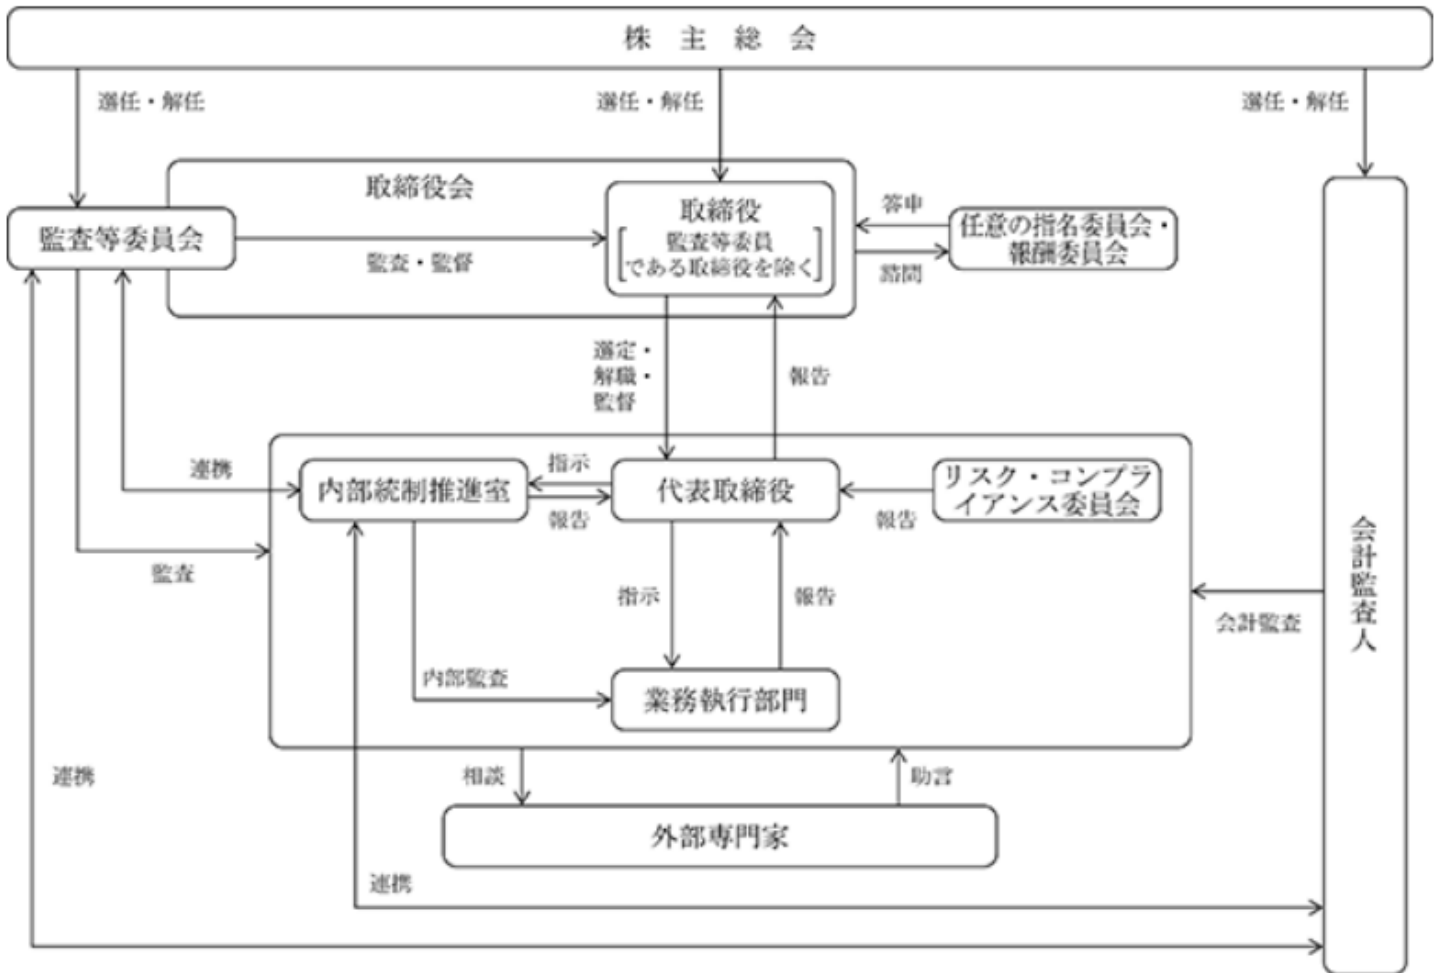 株主総会
選任・解任
選任・解任
選任・解任
取締役会
監査等委員会
監査・監督
取締役
監査等委員
である取締役を除く
答申
諮問
任意の指名委員会・
報酬委員会
選定・
解職・
監督
報告
連携
内部統制推進室
指示
報告
代表取締役
報告
リスク・コンプラ
イアンス委員会
監査
指示
報告
会計監査
会計監査人
内部監査
業務執行部門
連携
相談
助言
外部専門家
連携